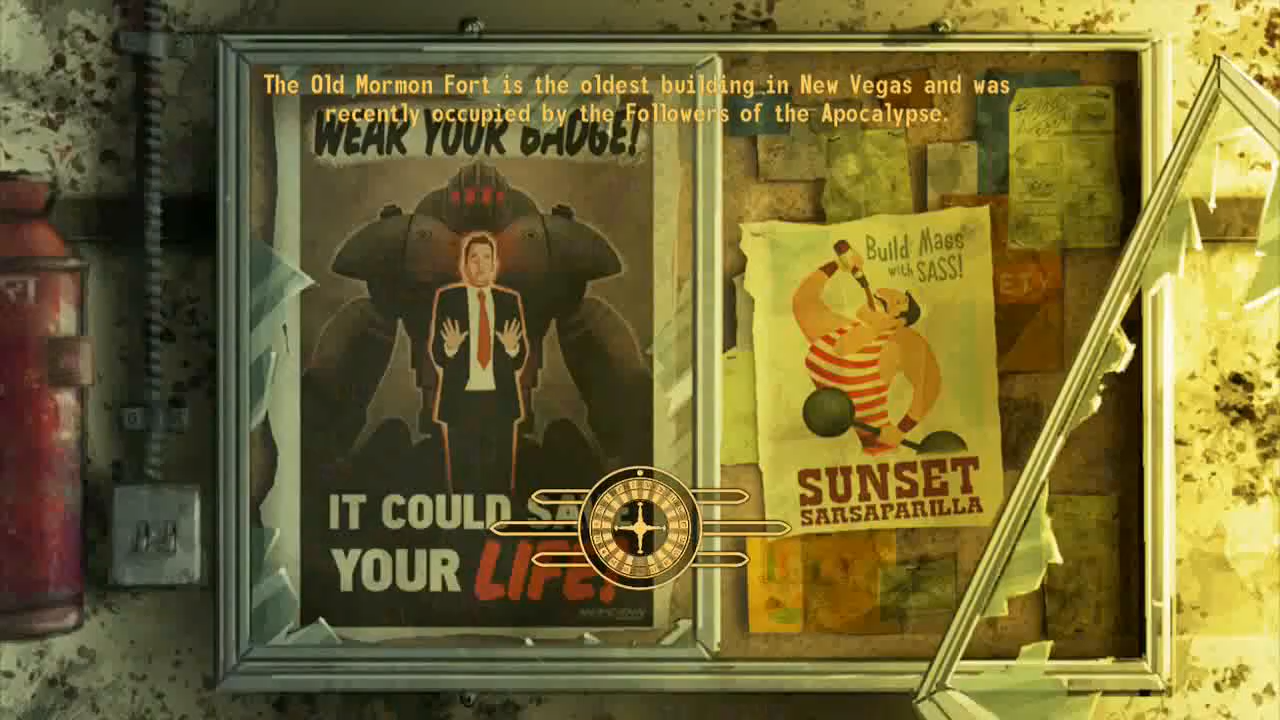 The Old Mormon Fort is the oldest building in New Vegas and was
recently occupied by the Followers of the Apocalypse.
WEAR YOUR BADGE!
IT COULD
YOUR LIFE!
Build Mass
with SASS!
SUNSET
SARSAPARILLA